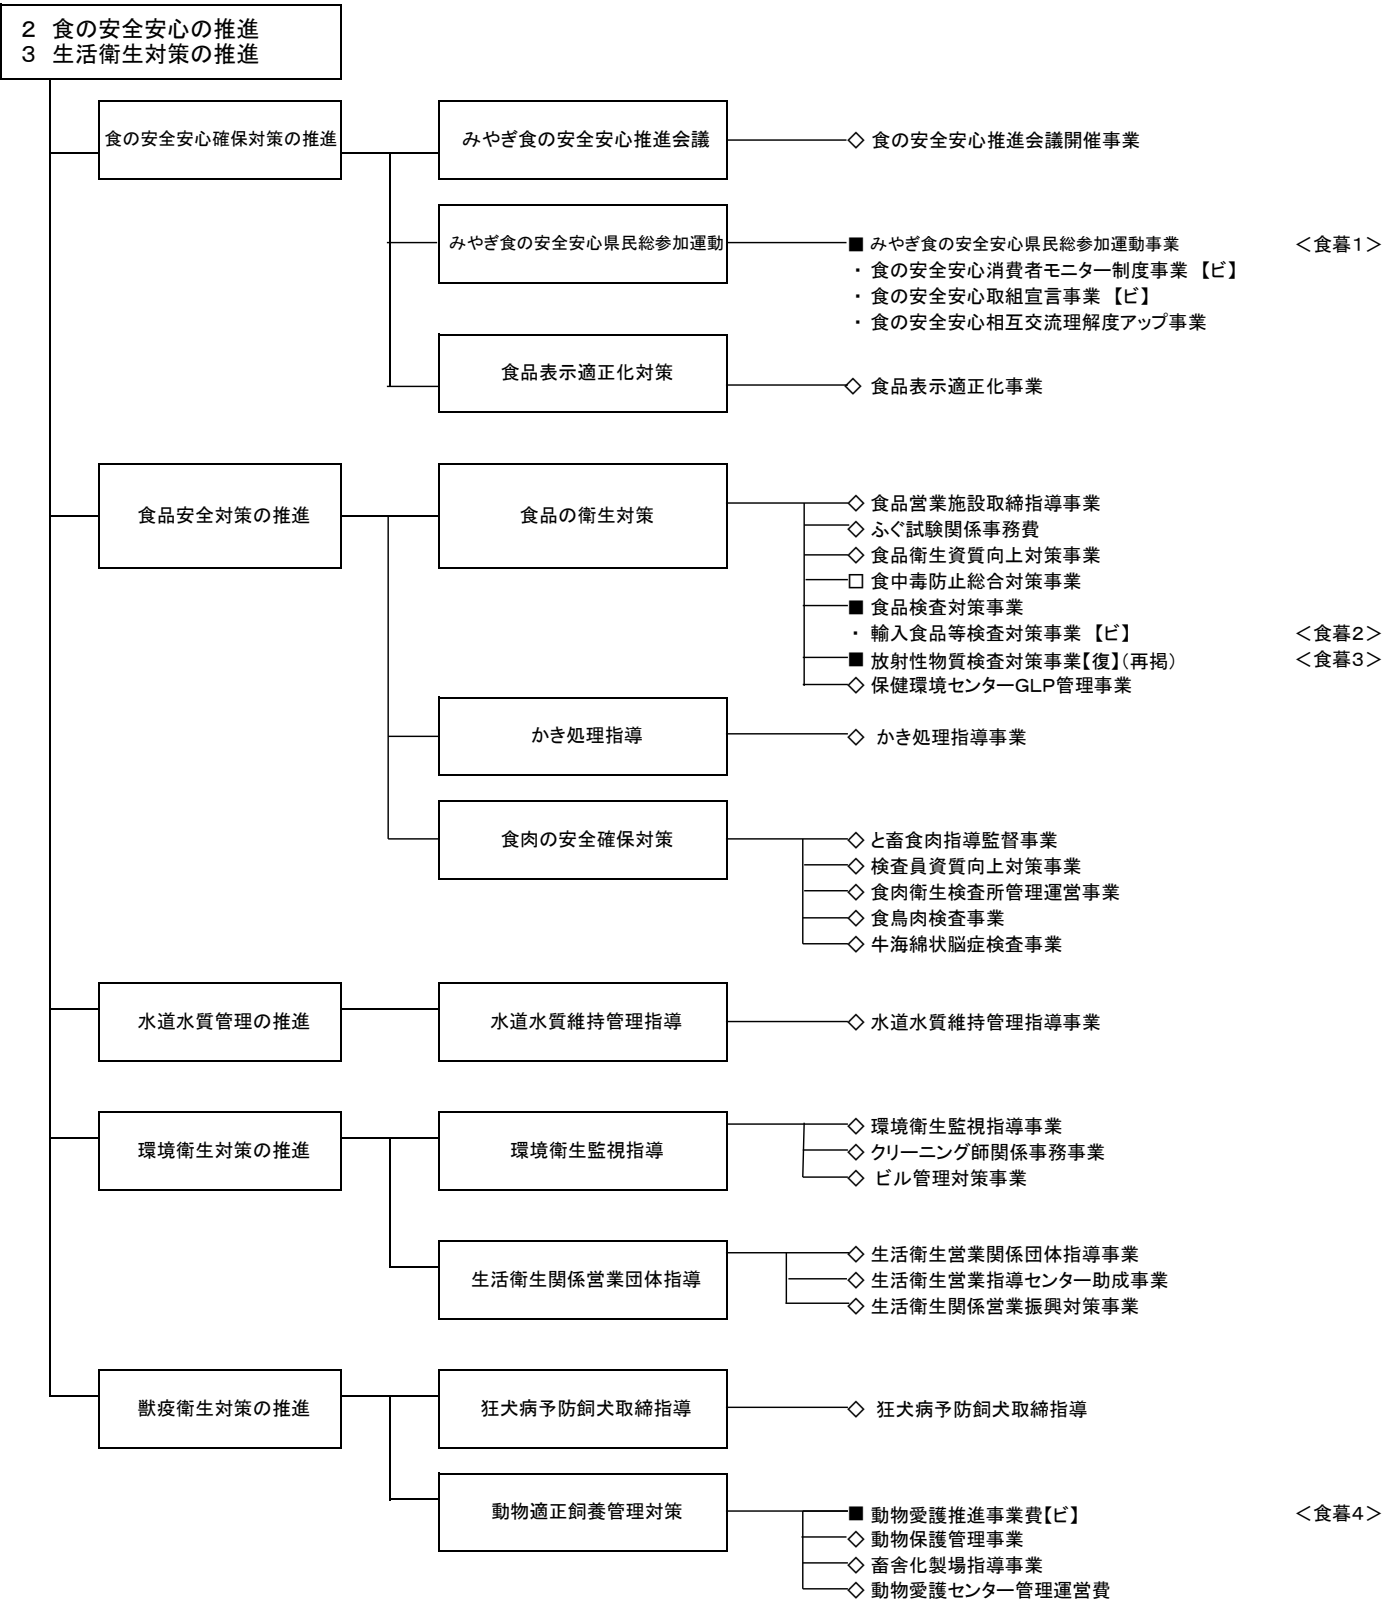 ２　食の安全安心の推進
３　生活衛生対策の推進
食の安全安心確保対策の推進
みやぎ食の安全安心推進会議
◇ 食の安全安心推進会議開催事業
みやぎ食の安全安心県民総参加運動
■ みやぎ食の安全安心県民総参加運動事業　＜食暮１＞
・ 食の安全安心消費者モニター制度事業 【ビ】
・ 食の安全安心取組宣言事業 【ビ】
・ 食の安全安心相互交流理解度アップ事業
食品表示適正化対策
◇ 食品表示適正化事業
食品安全対策の推進
食品の衛生対策
◇ 食品営業施設取締指導事業
◇ ふぐ試験関係事務費
◇ 食品衛生資質向上対策事業
□ 食中毒防止総合対策事業
■ 食品検査対策事業
・ 輸入食品等検査対策事業 【ビ】　＜食暮２＞
■ 放射性物質検査対策事業【復】（再掲）　＜食暮３＞
◇ 保健環境センターＧＬＰ管理事業
かき処理指導
◇ かき処理指導事業
食肉の安全確保対策
◇ と畜食肉指導監督事業
◇ 検査員資質向上対策事業
◇ 食肉衛生検査所管理運営事業
◇ 食鳥肉検査事業
◇ 牛海綿状脳症検査事業
水道水質管理の推進
水道水質維持管理指導
◇ 水道水質維持管理指導事業
環境衛生対策の推進
環境衛生監視指導
◇ 環境衛生監視指導事業
◇ クリーニング師関係事務事業
◇ ビル管理対策事業
生活衛生関係営業団体指導
◇ 生活衛生営業関係団体指導事業
◇ 生活衛生営業指導センター助成事業
◇ 生活衛生関係営業振興対策事業
獣疫衛生対策の推進
狂犬病予防飼犬取締指導
◇ 狂犬病予防飼犬取締指導
動物適正飼養管理対策
■ 動物愛護推進事業費【ビ】　＜食暮４＞
◇ 動物保護管理事業
◇ 畜舎化製場指導事業
◇ 動物愛護センター管理運営費